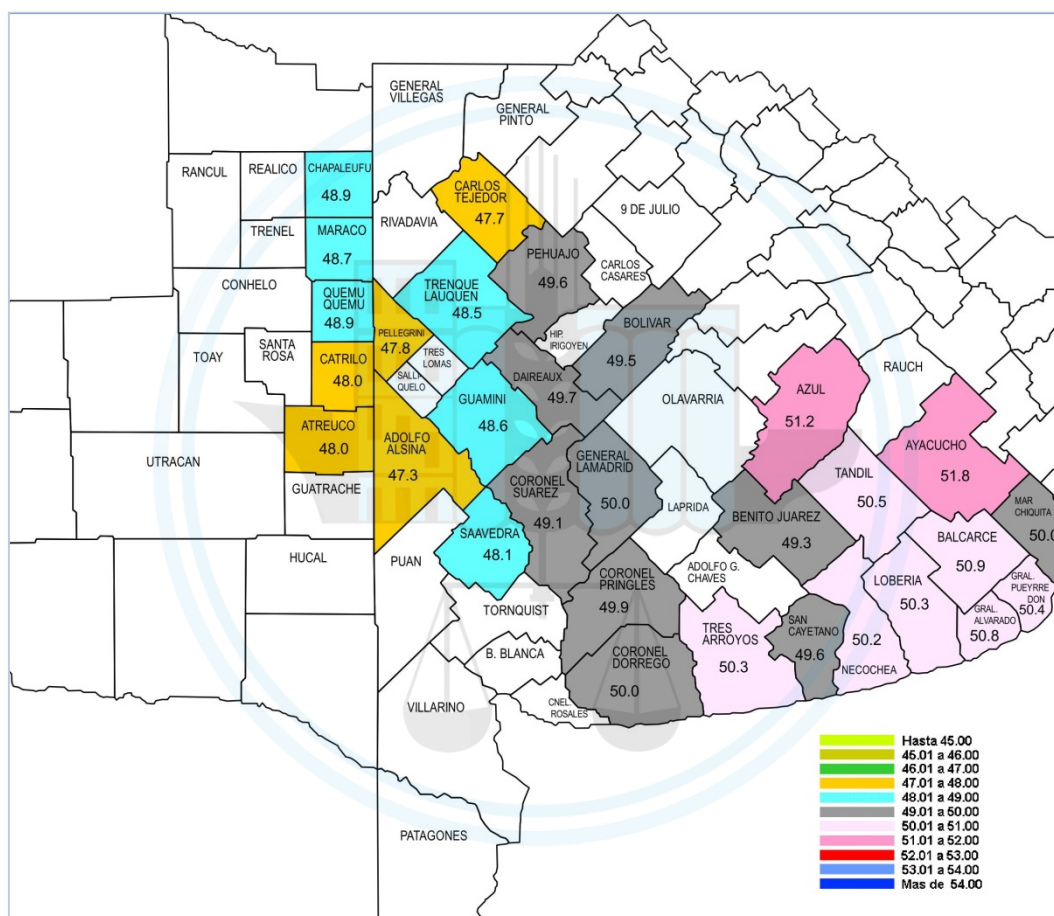 GENERAL
VILLEGAS
GENERAL
PINTO
RANCUL
REALICO
CHAPALEUFU
48.9
CARLOS
TEJEDOR
47.7
RIVADAVIA
9 DE JULIO
TRENEL
MARACO
48.7
PEHUAJO
49.6
CARLOS
CASARES
CONHELO
QUEMU
QUEMU
48.9
TRENQUE
LAUQUEN
48.5
HIP.
IRIGOYEN
BOLIVAR
49.5
TOAY
SANTA
ROSA
CATRILO
48.0
PELLEGRINI
47.8
TRES
LOMAS
SALLI
QUELO
DAIREAUX
49.7
GUAMINI
48.6
OLAVARRIA
AZUL
51.2
RAUCH
ATREUCO
48.0
ADOLFO
ALSINA
47.3
UTRACAN
GUATRACHE
GENERAL
LAMADRID
50.0
CORONEL
SUAREZ
49.1
LAPRIDA
TANDIL
50.5
AYACUCHO
51.8
MAR
CHIQUITA
50.0
BENITO JUAREZ
49.3
BALCARCE
50.9
HUCAL
PUAN
SAAVEDRA
48.1
TORNQUIST
CORONEL
PRINGLES
49.9
ADOLFO G.
CHAVES
LOBERIA
50.3
GRAL.
PUEYRRE
DON
50.4
GRAL.
ALVARADO
50.8
TRES
ARROYOS
50.3
SAN
CAYETANO
49.6
50.2
NECOCHEA
B. BLANCA
CORONEL
DORREGO
50.0
CNEL.
ROSALES
VILLARINO
PATAGONES
Hasta 45.00
45.01 a 46.00
46.01 a 47.00
47.01 a 48.00
48.01 a 49.00
49.01 a 50.00
50.01 a 51.00
51.01 a 52.00
52.01 a 53.00
53.01 a 54.00
Mas de 54.00